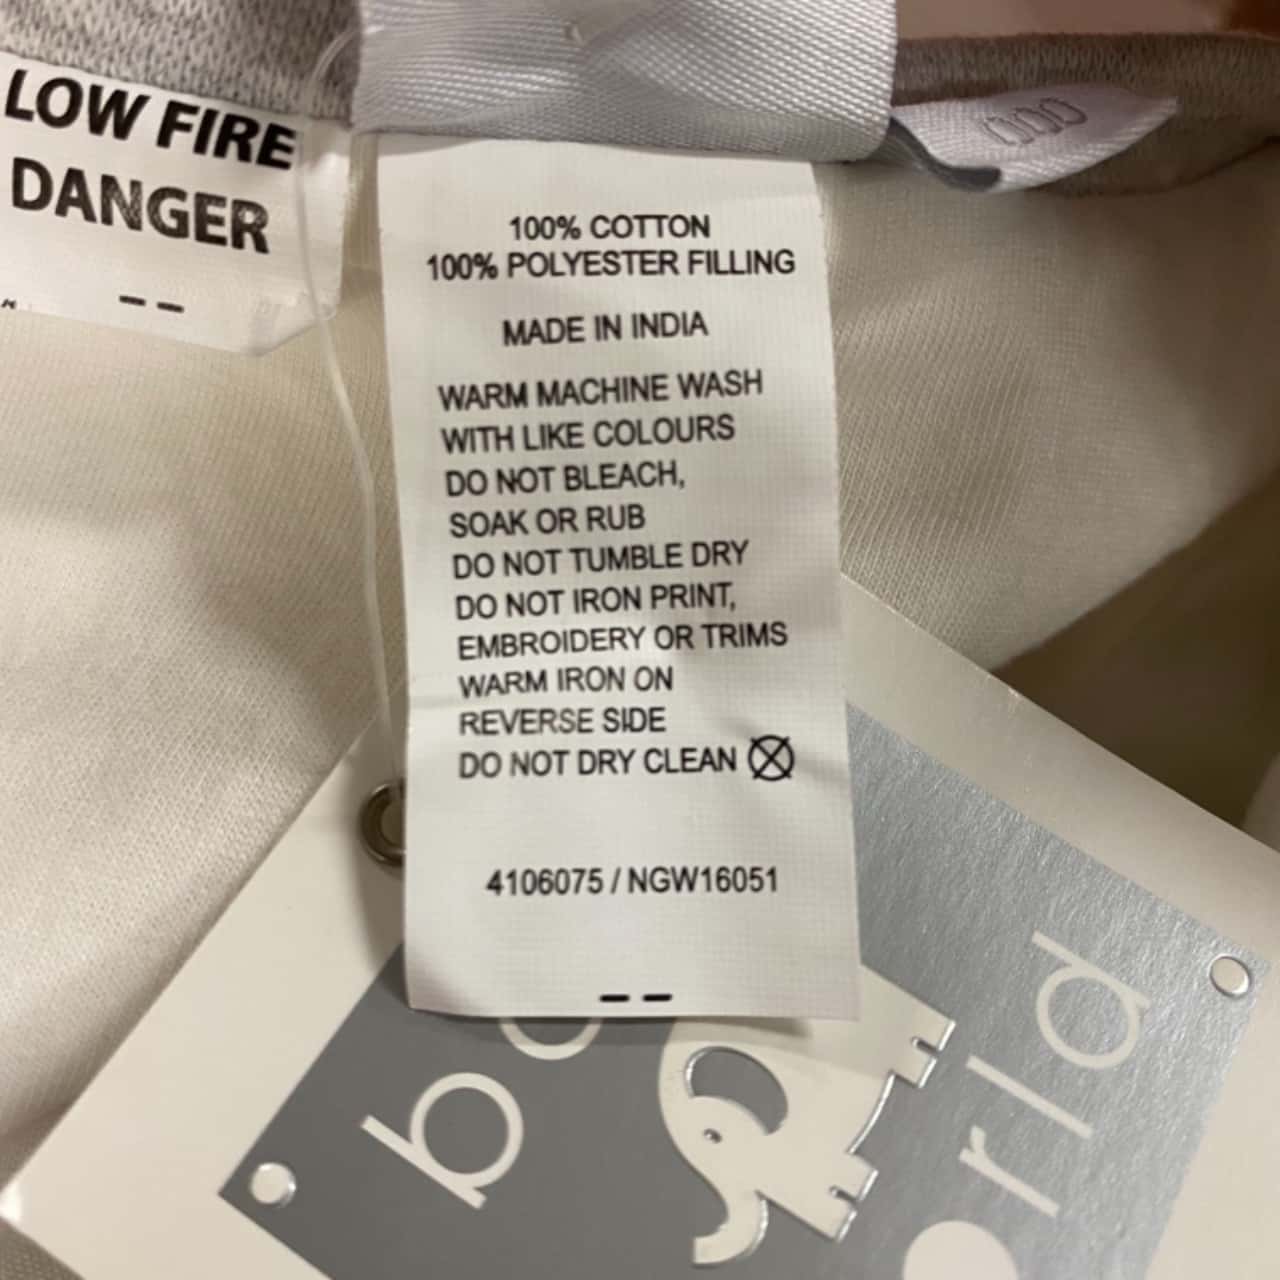 LOW FIRE
DANGER
000
100% COTTON
100% POLYESTER FILLING
MADE IN INDIA
WARM MACHINE WASH
WITH LIKE COLOURS
DO NOT BLEACH,
SOAK OR RUB
DO NOT TUMBLE DRY
DO NOT IRON PRINT,
EMBROIDERY OR TRIMS
WARM IRON ON
REVERSE SIDE
DO NOT DRY CLEAN
4106075 / NGW16051